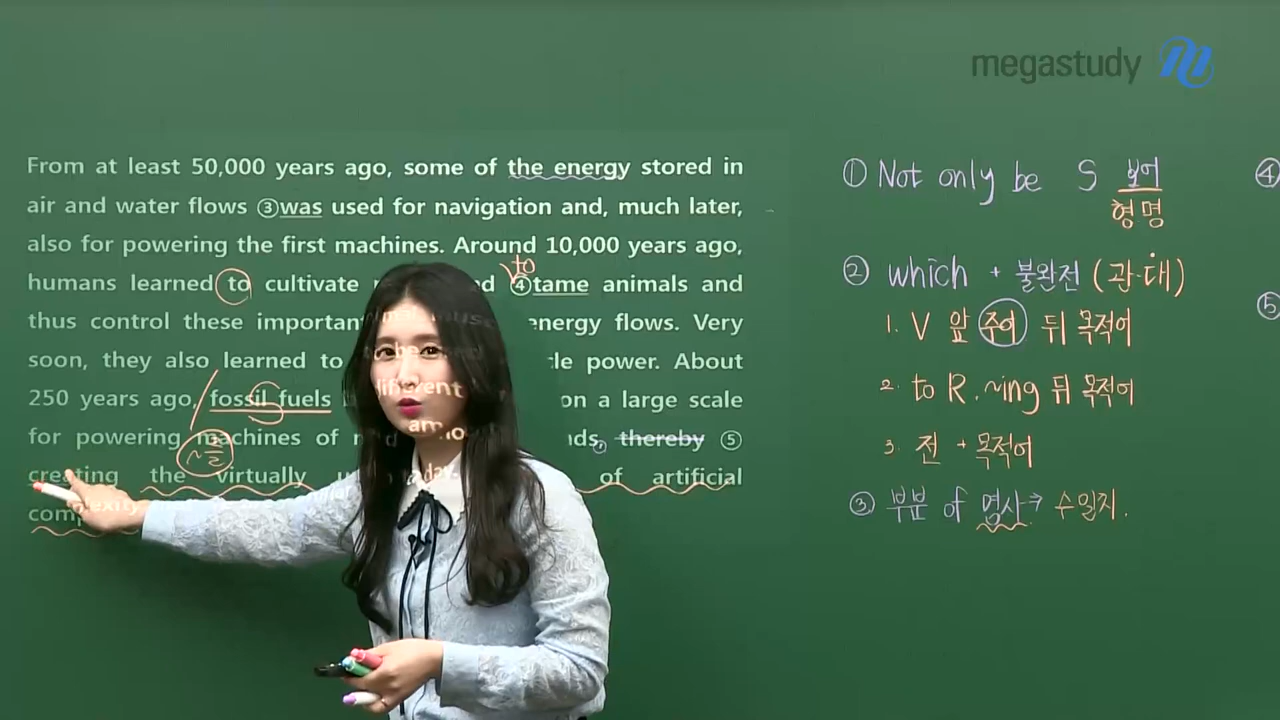 megastudy
From at least 50,000 years ago, some of the energy stored in
air and water flows ③was used for navigation and, much later,
also for powering the first machines. Around 10,000 years ago,
to
humans learned to cultivate ④tame animals and
thus control these important energy flows. Very
soon, they also learned to power. About
250 years ago, fossil fuels on a large scale
for powering machines of thereby ⑤
~ing
creating the virtually of artificial
① Not only be S 보어
형 명
② which + 불완전 (관·대)
1. V 앞 주어 뒤 목적어
2. to R. ~ing 뒤 목적어
3. 전 + 목적어
③ 부분 of 명사→ 수일치.
④
⑤